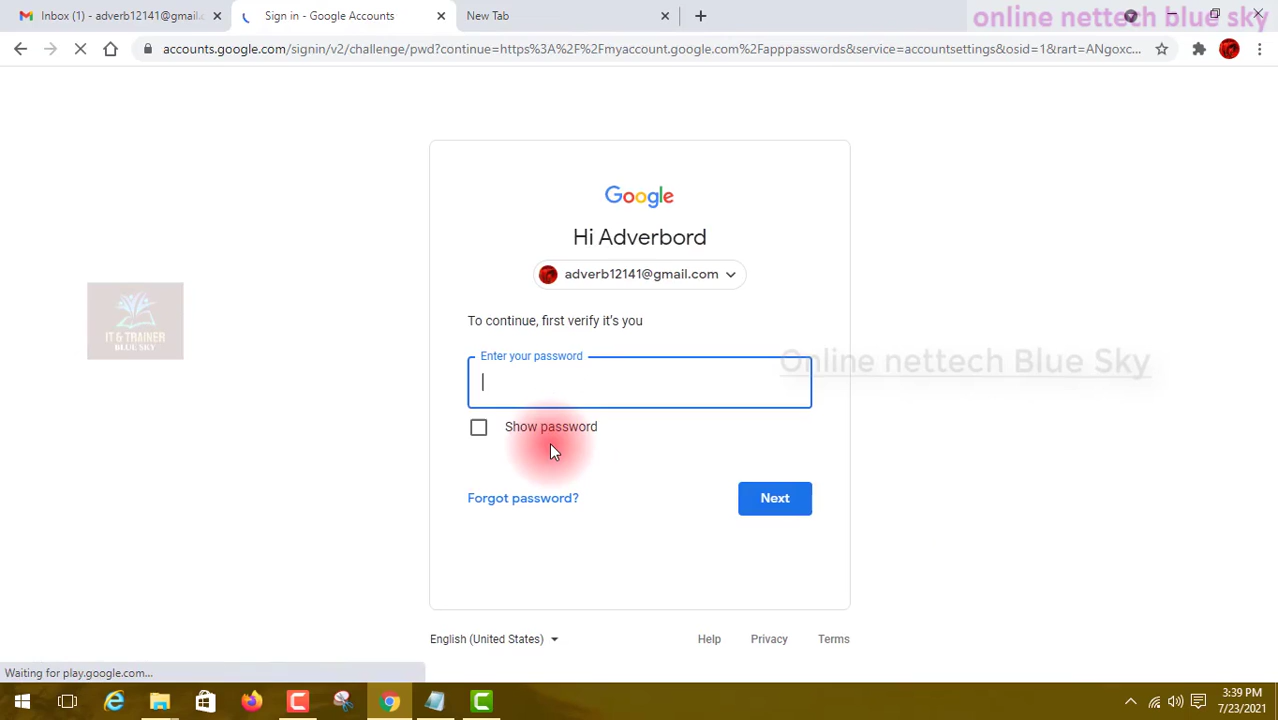 Inbox (1) - adverb12141@gmail.c
Sign in - Google Accounts
New Tab
online nettech blue sky
accounts.google.com/signin/v2/challenge/pwd?continue=https%3A%2F%2Fmyaccount.google.com%2Fapppasswords&service=accountsettings&osid=1&rart=ANgoxc...
Google
Hi Adverbord
adverb12141@gmail.com
To continue, first verify it's you
Enter your password
Show password
Forgot password?
Next
IT & TRAINER
BLUE SKY
Online nettech Blue Sky
English (United States)
Help
Privacy
Terms
Waiting for play.google.com...
3:39 PM
7/23/2021